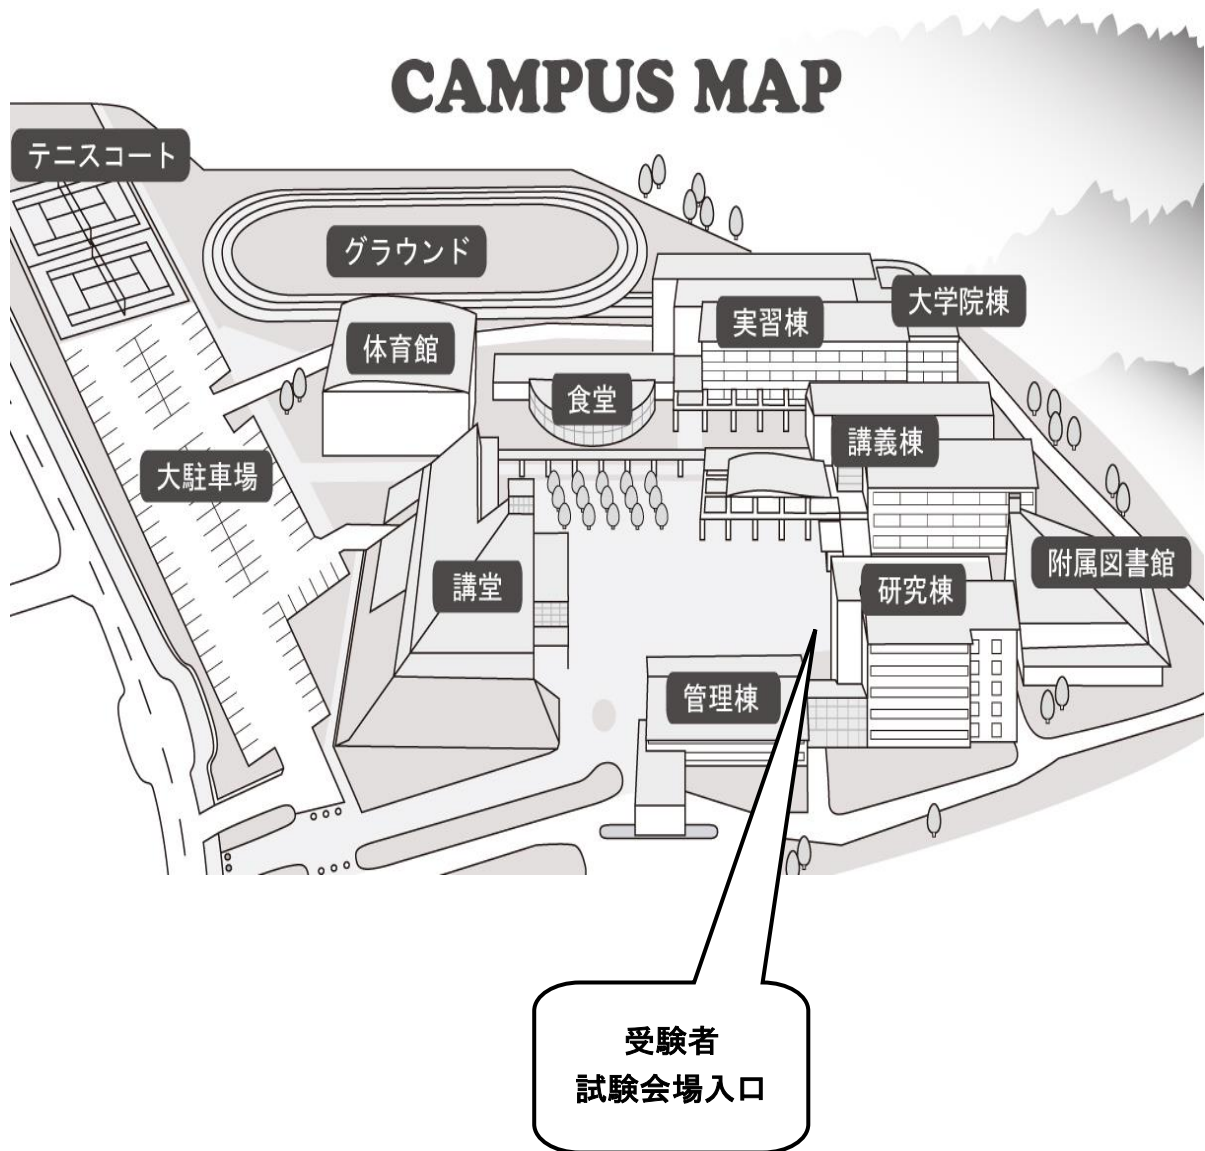 CAMPUS MAP
テニスコート
グラウンド
大学院棟
実習棟
体育館
食堂
講義棟
大駐車場
附属図書館
講堂
研究棟
管理棟
受験者
試験会場入口